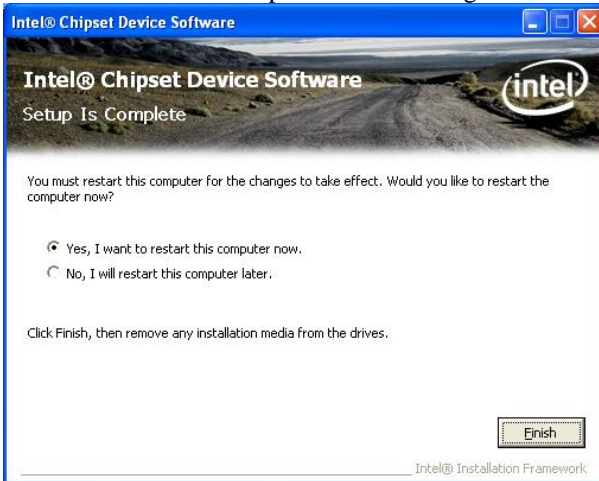 Intel® Chipset Device Software
Intel® Chipset Device Software
intel
Setup Is Complete
You must restart this computer for the changes to take effect. Would you like to restart the
computer now?
Yes, I want to restart this computer now.
No, I will restart this computer later.
Click Finish, then remove any installation media from the drives.
Finish
Intel® Installation Framework